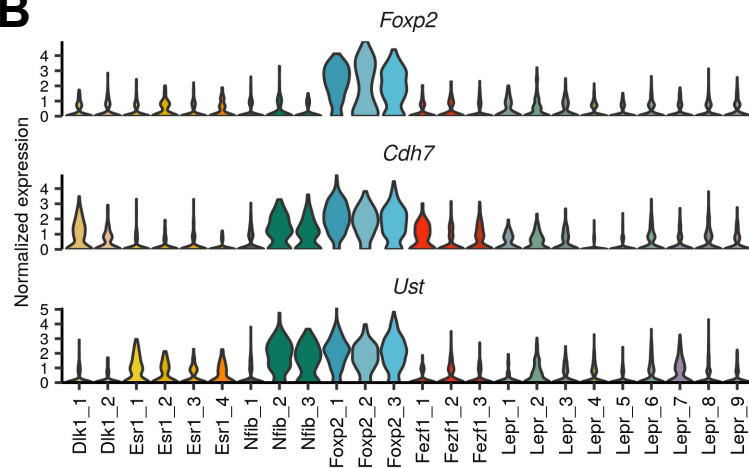 B
Foxp2
4
3
2
1
0
Cdh7
4
3
2
1
0
Ust
5
4
3
2
1
0
Normalized expression
Dlk1_1
Dlk1_2
Esr1_1
Esr1_2
Esr1_3
Esr1_4
Nfib_1
Nfib_2
Nfib_3
Foxp2_1
Foxp2_2
Foxp2_3
Fezf1_1
Fezf1_2
Fezf1_3
Lepr_1
Lepr_2
Lepr_3
Lepr_4
Lepr_5
Lepr_6
Lepr_7
Lepr_8
Lepr_9